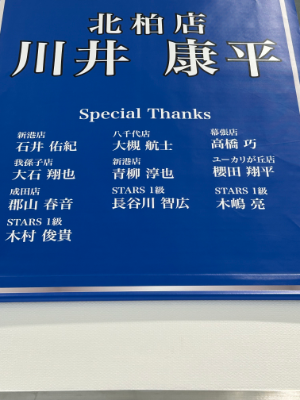 北柏店
川井 康平
Special Thanks
新港店 八千代店 幕張店
石井 佑紀 大槻 航士 高橋 巧
我孫子店 新港店 ユーカリが丘店
大石 翔也 青柳 淳也 櫻田 翔平
成田店 STARS 1級 STARS 1級
郡山 春音 長谷川 智広 木嶋 亮
STARS 1級
木村 俊貴